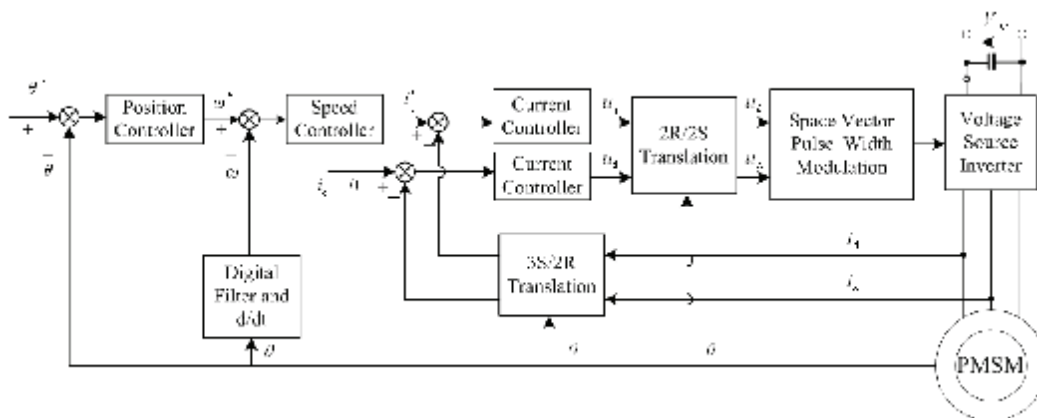 Position
Controller
Speed
Controller
Current
Controller
Current
Controller
2R/2S
Translation
Space Vector
Pulse Width
Modulation
Voltage
Source
Inverter
3S/2R
Translation
Digital
Filter and
d/dt
PMSM